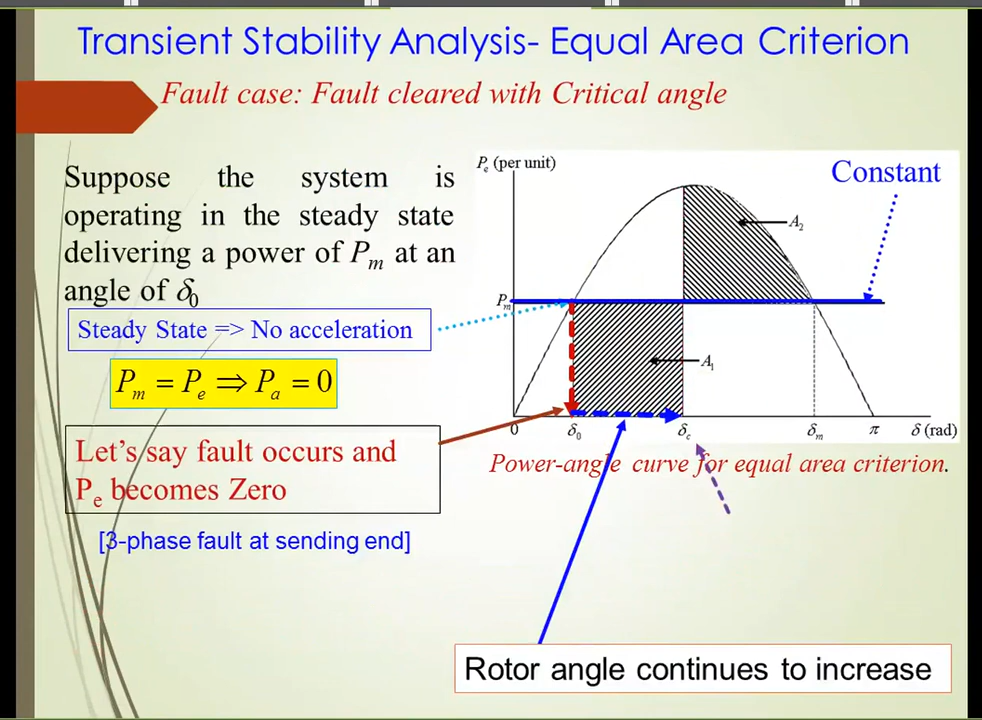 Transient Stability Analysis- Equal Area Criterion
Fault case: Fault cleared with Critical angle
Suppose the system is
operating in the steady state
delivering a power of Pm at an
angle of δ0
Steady State => No acceleration
Pm = Pe ⇒ Pa = 0
Let's say fault occurs and
Pe becomes Zero
[3-phase fault at sending end]
Pe (per unit)
Constant
A2
Pm
A1
0 δ0 δc δm π δ (rad)
Power-angle curve for equal area criterion.
Rotor angle continues to increase